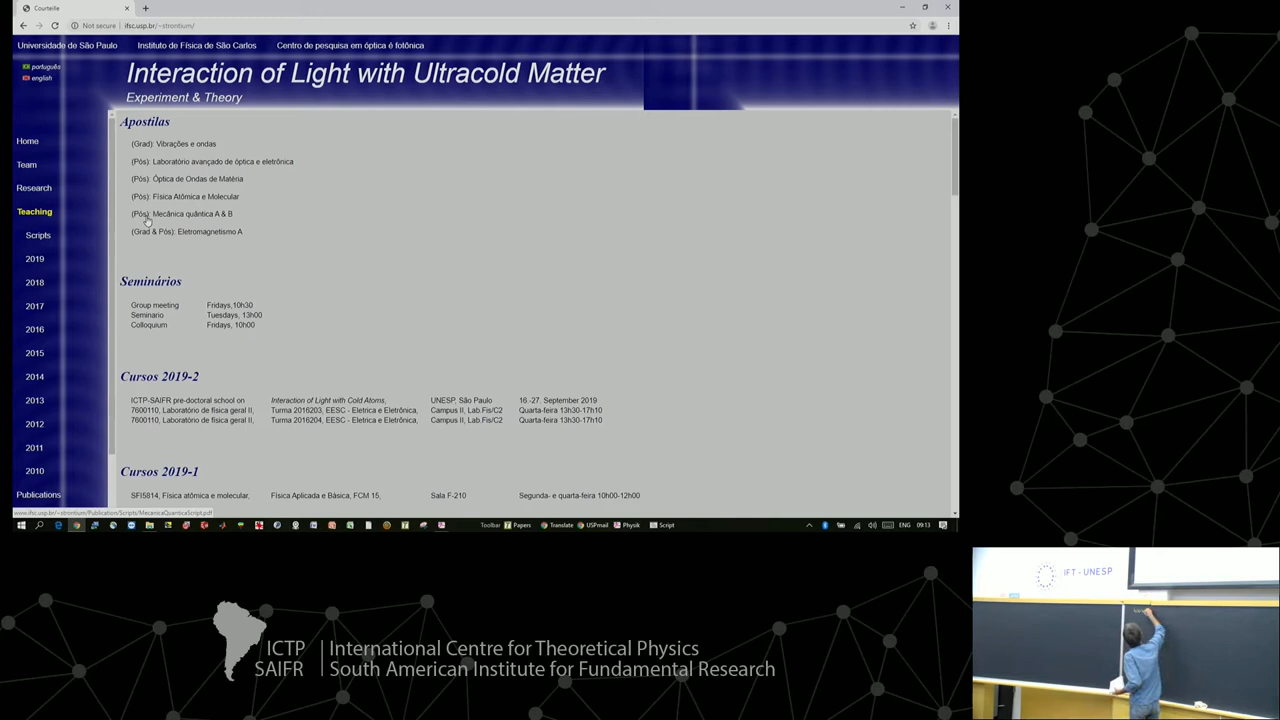 Courteille
Not secure | ifsc.usp.br/~strontium/
Universidade de São Paulo Instituto de Física de São Carlos Centro de pesquisa em óptica é fotônica
português
english
Interaction of Light with Ultracold Matter
Experiment & Theory
Home
Team
Research
Teaching
Scripts
2019
2018
2017
2016
2015
2014
2013
2012
2011
2010
Publications
Apostilas
(Grad): Vibrações e ondas
(Pós): Laboratório avançado de óptica e eletrônica
(Pós): Óptica de Ondas de Matéria
(Pós): Física Atômica e Molecular
(Pós): Mecânica quântica A & B
(Grad & Pós): Eletromagnetismo A
Seminários
Group meeting Fridays,10h30
Seminario Tuesdays, 13h00
Colloquium Fridays, 10h00
Cursos 2019-2
ICTP-SAIFR pre-doctoral school on Interaction of Light with Cold Atoms, UNESP, São Paulo 16.-27. September 2019
7600110, Laboratório de física geral II, Turma 2016203, EESC - Eletrica e Eletrônica, Campus II, Lab.Fis/C2 Quarta-feira 13h30-17h10
7600110, Laboratório de física geral II, Turma 2016204, EESC - Eletrica e Eletrônica, Campus II, Lab.Fis/C2 Quarta-feira 13h30-17h10
Cursos 2019-1
SFI5814, Física atômica e molecular, Física Aplicada e Básica, FCM 15, Sala F-210 Segunda- e quarta-feira 10h00-12h00
www.ifsc.usp.br/~strontium/Publication/Scripts/MecanicaQuanticaScript.pdf
Toolbar Papers Translate USPmail Physik Script ENG 09:13
IFT - UNESP
ICTP International Centre for Theoretical Physics
SAIFR South American Institute for Fundamental Research